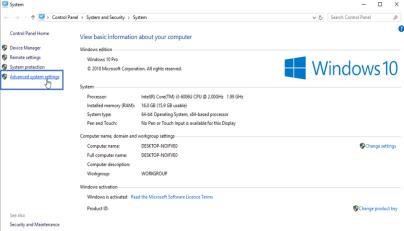 System
Control Panel > System and Security > System
Search Control Panel
Control Panel Home
Device Manager
Remote settings
System protection
Advanced system settings
View basic information about your computer
Windows edition
Windows 10 Pro
© 2018 Microsoft Corporation. All rights reserved.
Windows 10
System
Processor: Intel(R) Core(TM) i3-6006U CPU @ 2.00GHz 1.99 GHz
Installed memory (RAM): 16.0 GB (15.9 GB usable)
System type: 64-bit Operating System, x64-based processor
Pen and Touch: No Pen or Touch Input is available for this Display
Computer name, domain and workgroup settings
Computer name: DESKTOP-NOIFVE0
Change settings
Full computer name: DESKTOP-NOIFVE0
Computer description:
Workgroup: WORKGROUP
Windows activation
Windows is activated. Read the Microsoft Software Licence Terms
Product ID:
Change product key
See also
Security and Maintenance